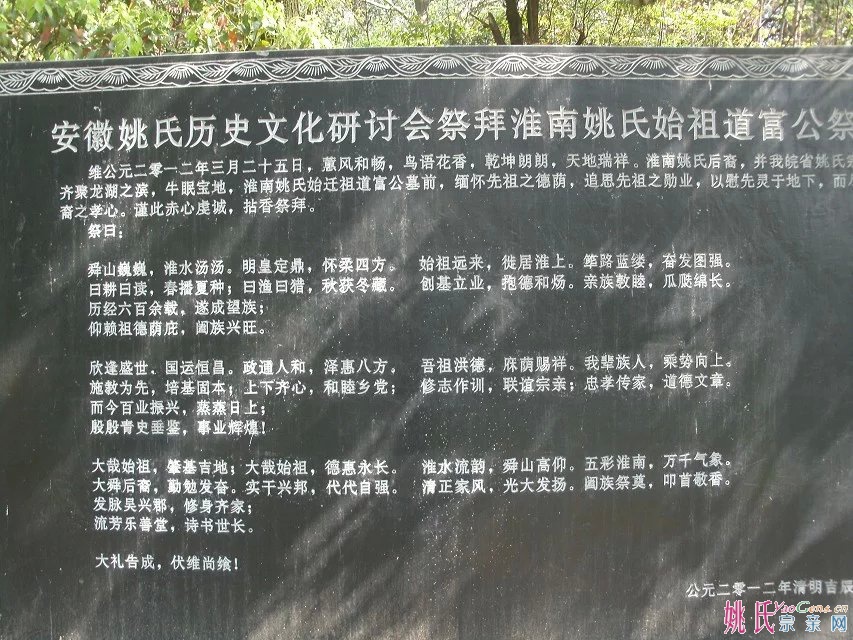 安徽姚氏历史文化研讨会祭拜淮南姚氏始祖道富公祭
维公元二零一二年三月二十五日，蕙风和畅，鸟语花香，乾坤朗朗，天地瑞祥。淮南姚氏后裔，并我皖省姚氏宗
齐聚龙湖之滨，牛眠宝地，淮南姚氏始迁祖道富公墓前，缅怀先祖之德荫，追思先祖之勋业，以慰先灵于地下，而尽
裔之孝心。谨此赤心虔诚，拈香祭拜。
祭曰：
舜山巍巍，淮水汤汤。明皇定鼎，怀柔四方。 始祖远来，徙居淮上。筚路蓝缕，奋发图强。
曰耕曰读，春播夏种；曰渔曰猎，秋获冬藏。 创基立业，抱德和炀。亲族敦睦，瓜瓞绵长。
历经六百余载，遂成望族；
仰赖祖德荫庇，阖族兴旺。
欣逢盛世、国运恒昌。政通人和，泽惠八方。 吾祖洪德，庥荫赐祥。我辈族人，乘势向上。
施教为先，培基固本；上下齐心，和睦乡党； 修志作训，联谊宗亲；忠孝传家，道德文章。
而今百业振兴，蒸蒸日上；
殷殷青史垂鉴，事业辉煌！
大哉始祖，肇基吉地；大哉始祖，德惠永长。 淮水流韵，舜山高仰。五彩淮南，万千气象。
大舜后裔，勤勉发奋。实干兴邦，代代自强。 清正家风，光大发扬。阖族祭奠，叩首敬香。
发脉吴兴郡，修身齐家；
流芳乐善堂，诗书世长。
大礼告成，伏维尚飨！
公元二零一二年清明吉辰
姚氏宗亲网
YaoGene.cn